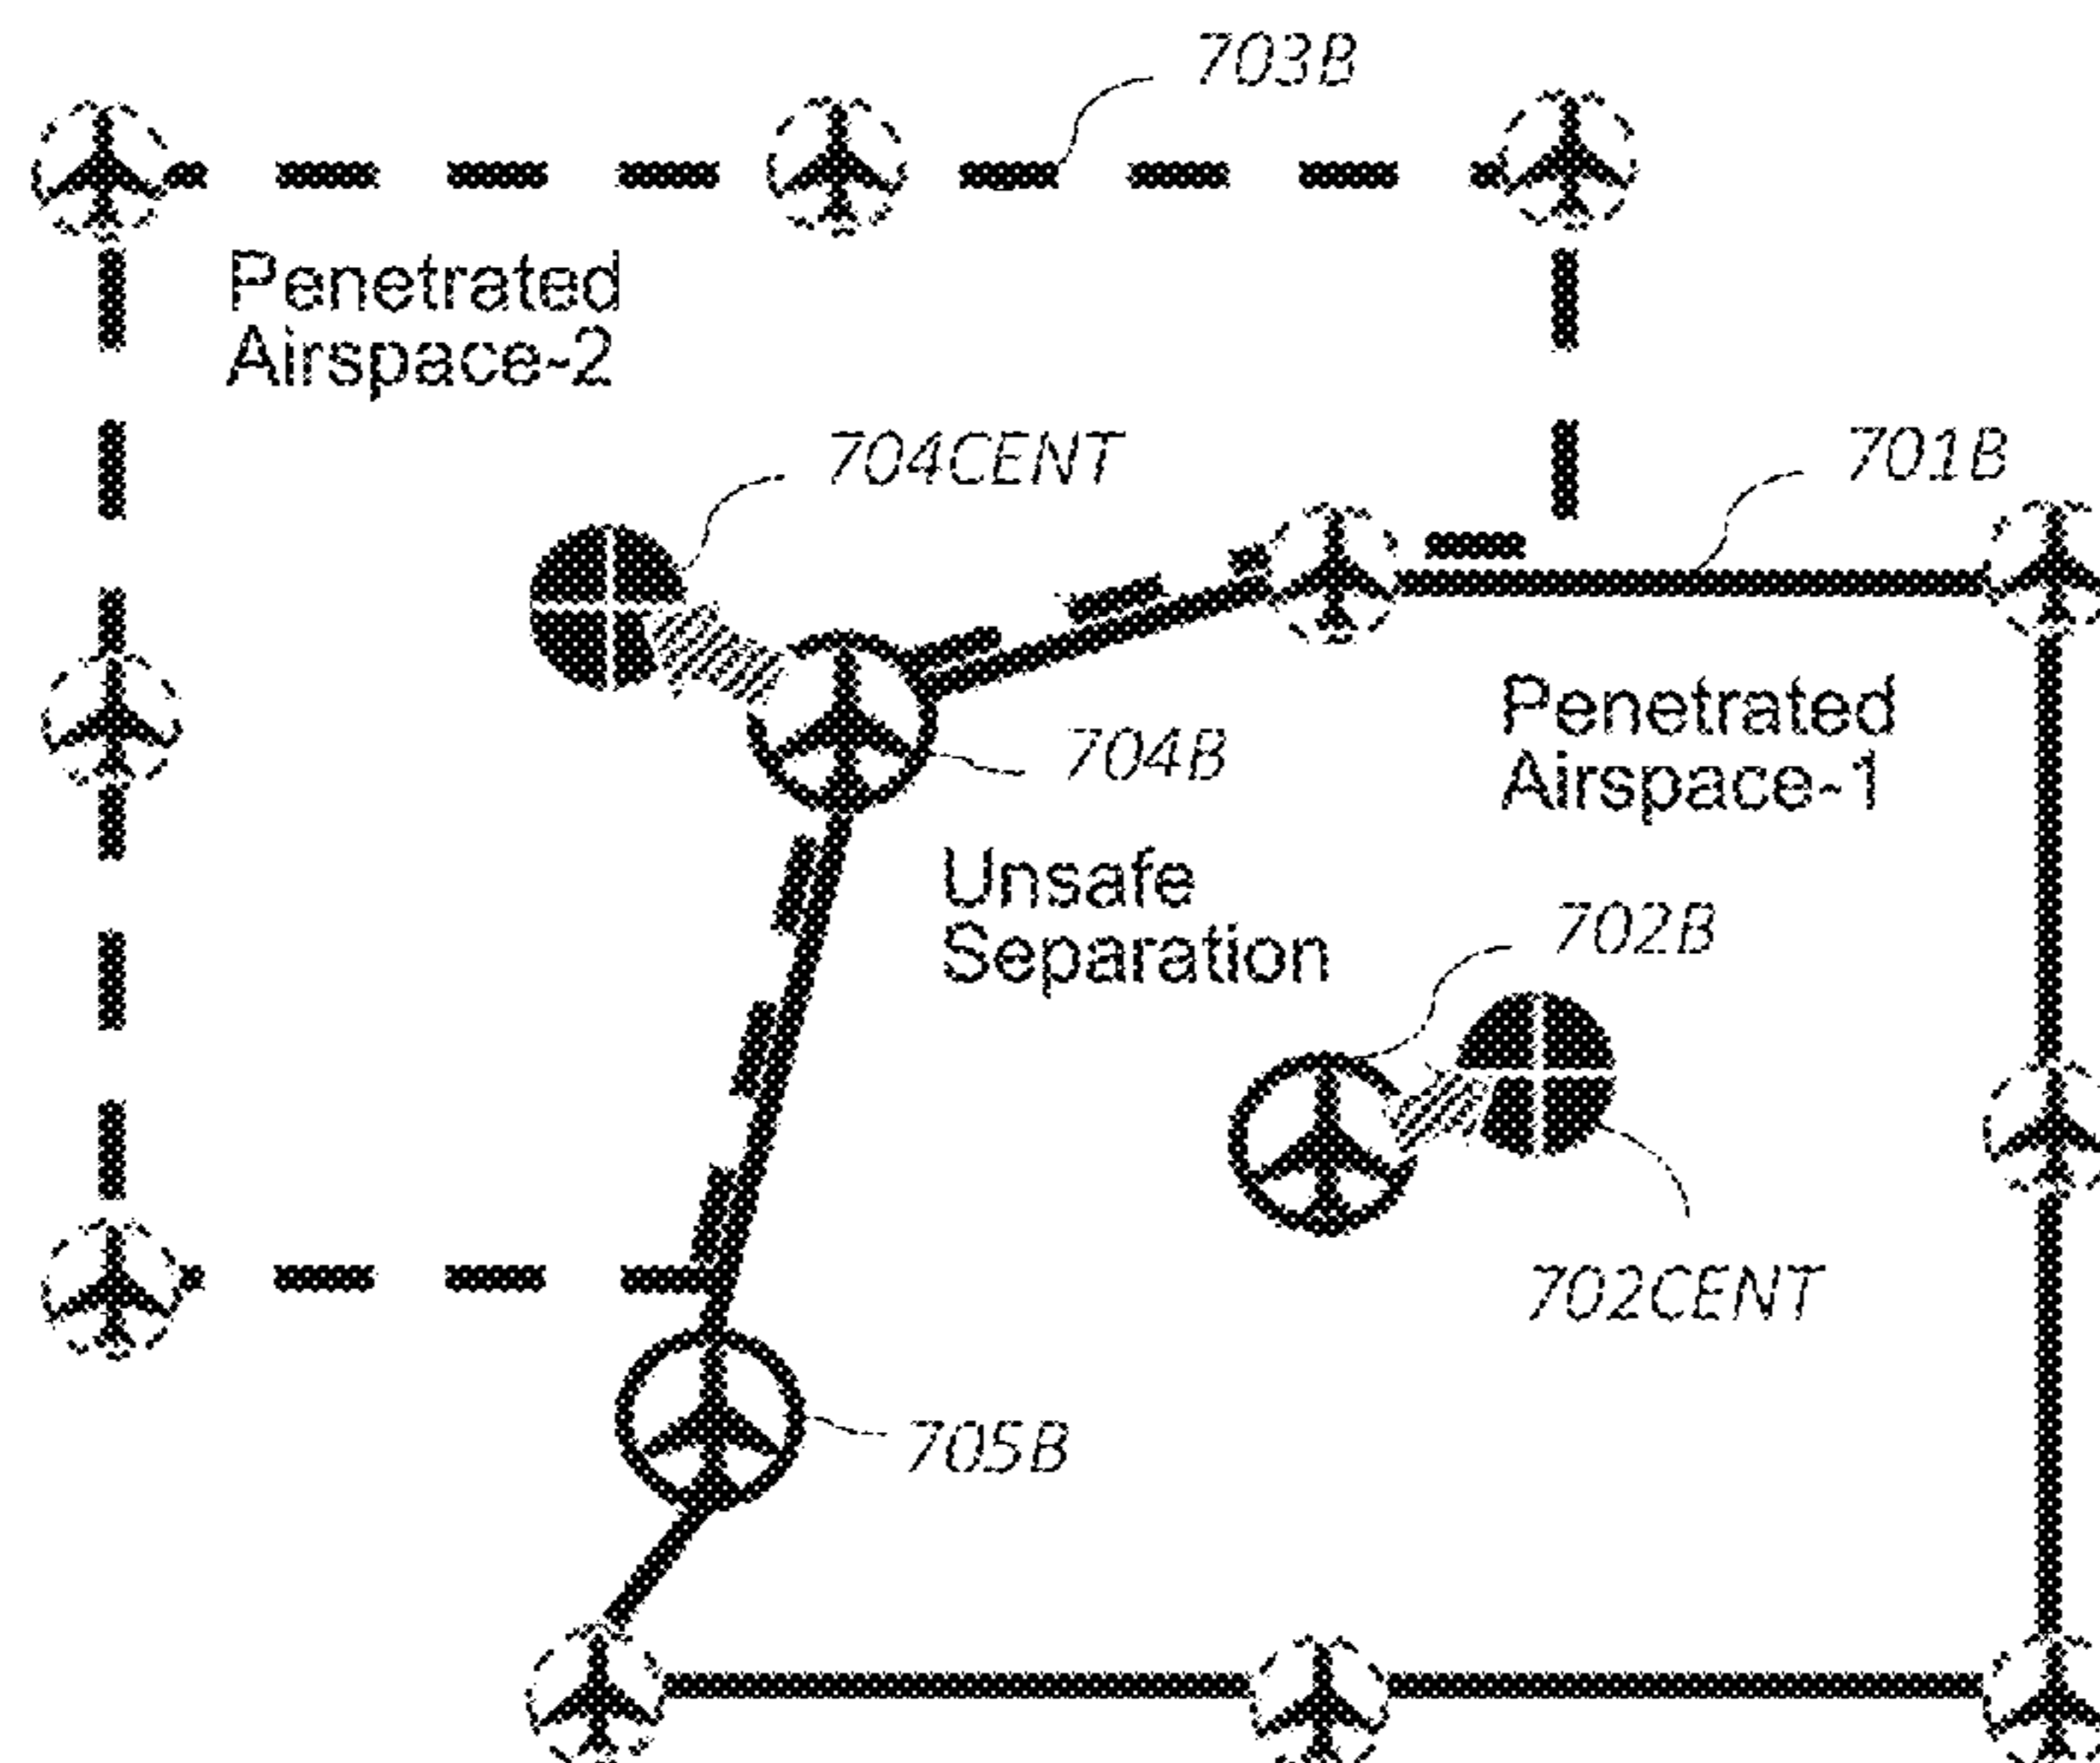 703B
Penetrated
Airspace-2
704CENT
701B
Penetrated
Airspace-1
704B
Unsafe
Separation
702B
702CENT
705B